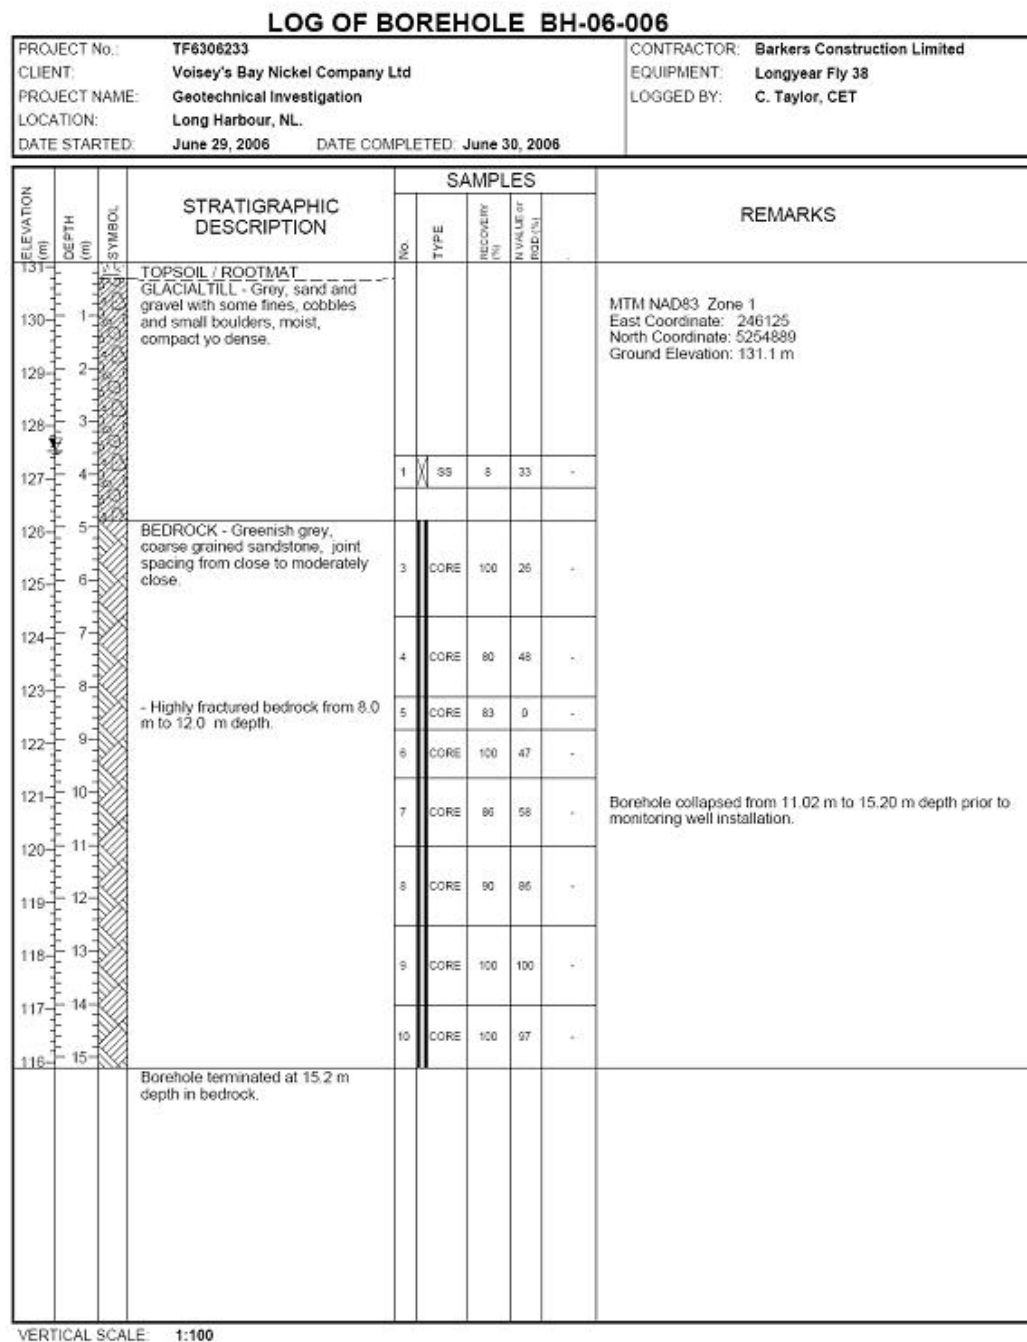 LOG OF BOREHOLE BH-06-006
PROJECT No.: TF6306233
CLIENT: Voisey's Bay Nickel Company Ltd
PROJECT NAME: Geotechnical Investigation
LOCATION: Long Harbour, NL.
DATE STARTED: June 29, 2006 DATE COMPLETED: June 30, 2006
CONTRACTOR: Barkers Construction Limited
EQUIPMENT: Longyear Fly 38
LOGGED BY: C. Taylor, CET
ELEVATION (m)
DEPTH (m)
SYMBOL
STRATIGRAPHIC DESCRIPTION
SAMPLES
No.
TYPE
RECOVERY (%)
N VALUE or RQD (%)
REMARKS
131
TOPSOIL / ROOTMAT
GLACIALTILL - Grey, sand and
gravel with some fines, cobbles
and small boulders, moist,
compact yo dense.
MTM NAD83 Zone 1
East Coordinate: 246125
North Coordinate: 5254889
Ground Elevation: 131.1 m
130 1
129 2
128 3
127 4
1 SS 8 33 -
126 5
BEDROCK - Greenish grey,
coarse grained sandstone, joint
spacing from close to moderately
close.
3 CORE 100 26 -
125 6
124 7
4 CORE 80 48 -
123 8
- Highly fractured bedrock from 8.0
m to 12.0 m depth.
5 CORE 83 0 -
122 9
6 CORE 100 47 -
121 10
7 CORE 86 58 -
Borehole collapsed from 11.02 m to 15.20 m depth prior to
monitoring well installation.
120 11
8 CORE 90 86 -
119 12
118 13
9 CORE 100 100 -
117 14
10 CORE 100 97 -
116 15
Borehole terminated at 15.2 m
depth in bedrock.
VERTICAL SCALE: 1:100